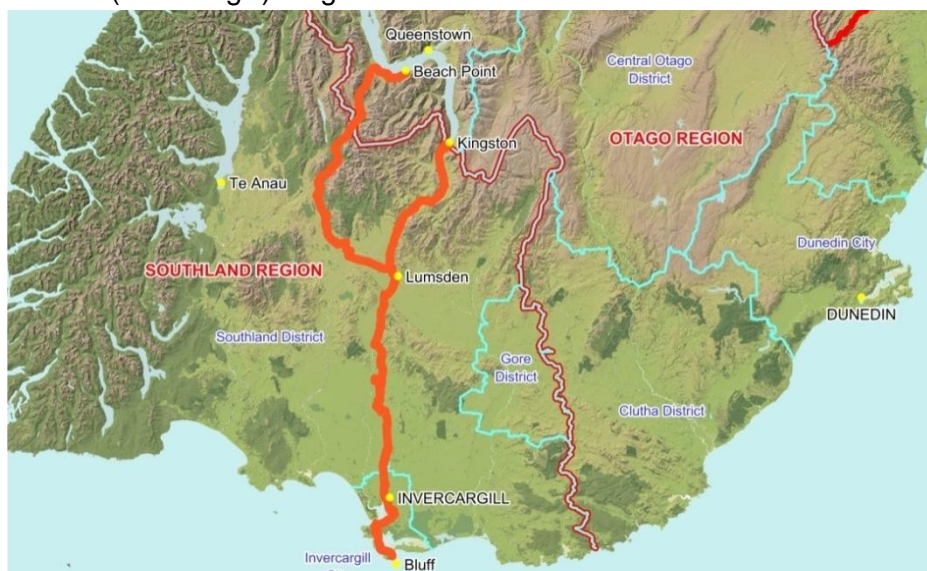 Queenstown
Beach Point
Central Otago
District
OTAGO REGION
Kingston
Te Anau
Dunedin City
SOUTHLAND REGION
Lumsden
DUNEDIN
Southland District
Gore
District
Clutha District
INVERCARGILL
Invercargill
Bluff